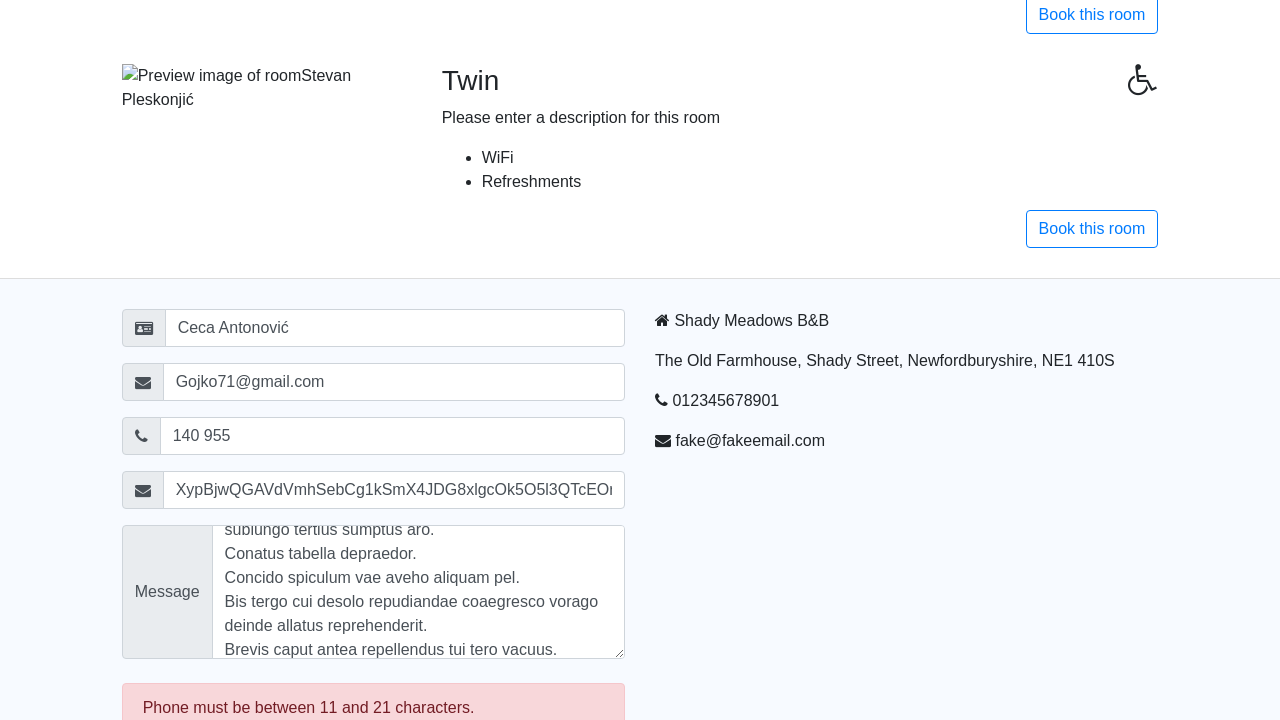 Book this room
Preview image of roomStevan
Pleskonjić
Twin
Please enter a description for this room
WiFi
Refreshments
Book this room
Ceca Antonović
Gojko71@gmail.com
140 955
XypBjwQGAVdVmhSebCg1kSmX4JDG8xlgcOk5O5l3QTcEO
Message
subiungo tertius sumptus aro.
Conatus tabella depraedor.
Concido spiculum vae aveho aliquam pel.
Bis tergo cui desolo repudiandae coaegresco vorago
deinde allatus reprehenderit.
Brevis caput antea repellendus tui tero vacuus.
Phone must be between 11 and 21 characters.
Shady Meadows B&B
The Old Farmhouse, Shady Street, Newfordburyshire, NE1 410S
012345678901
fake@fakeemail.com